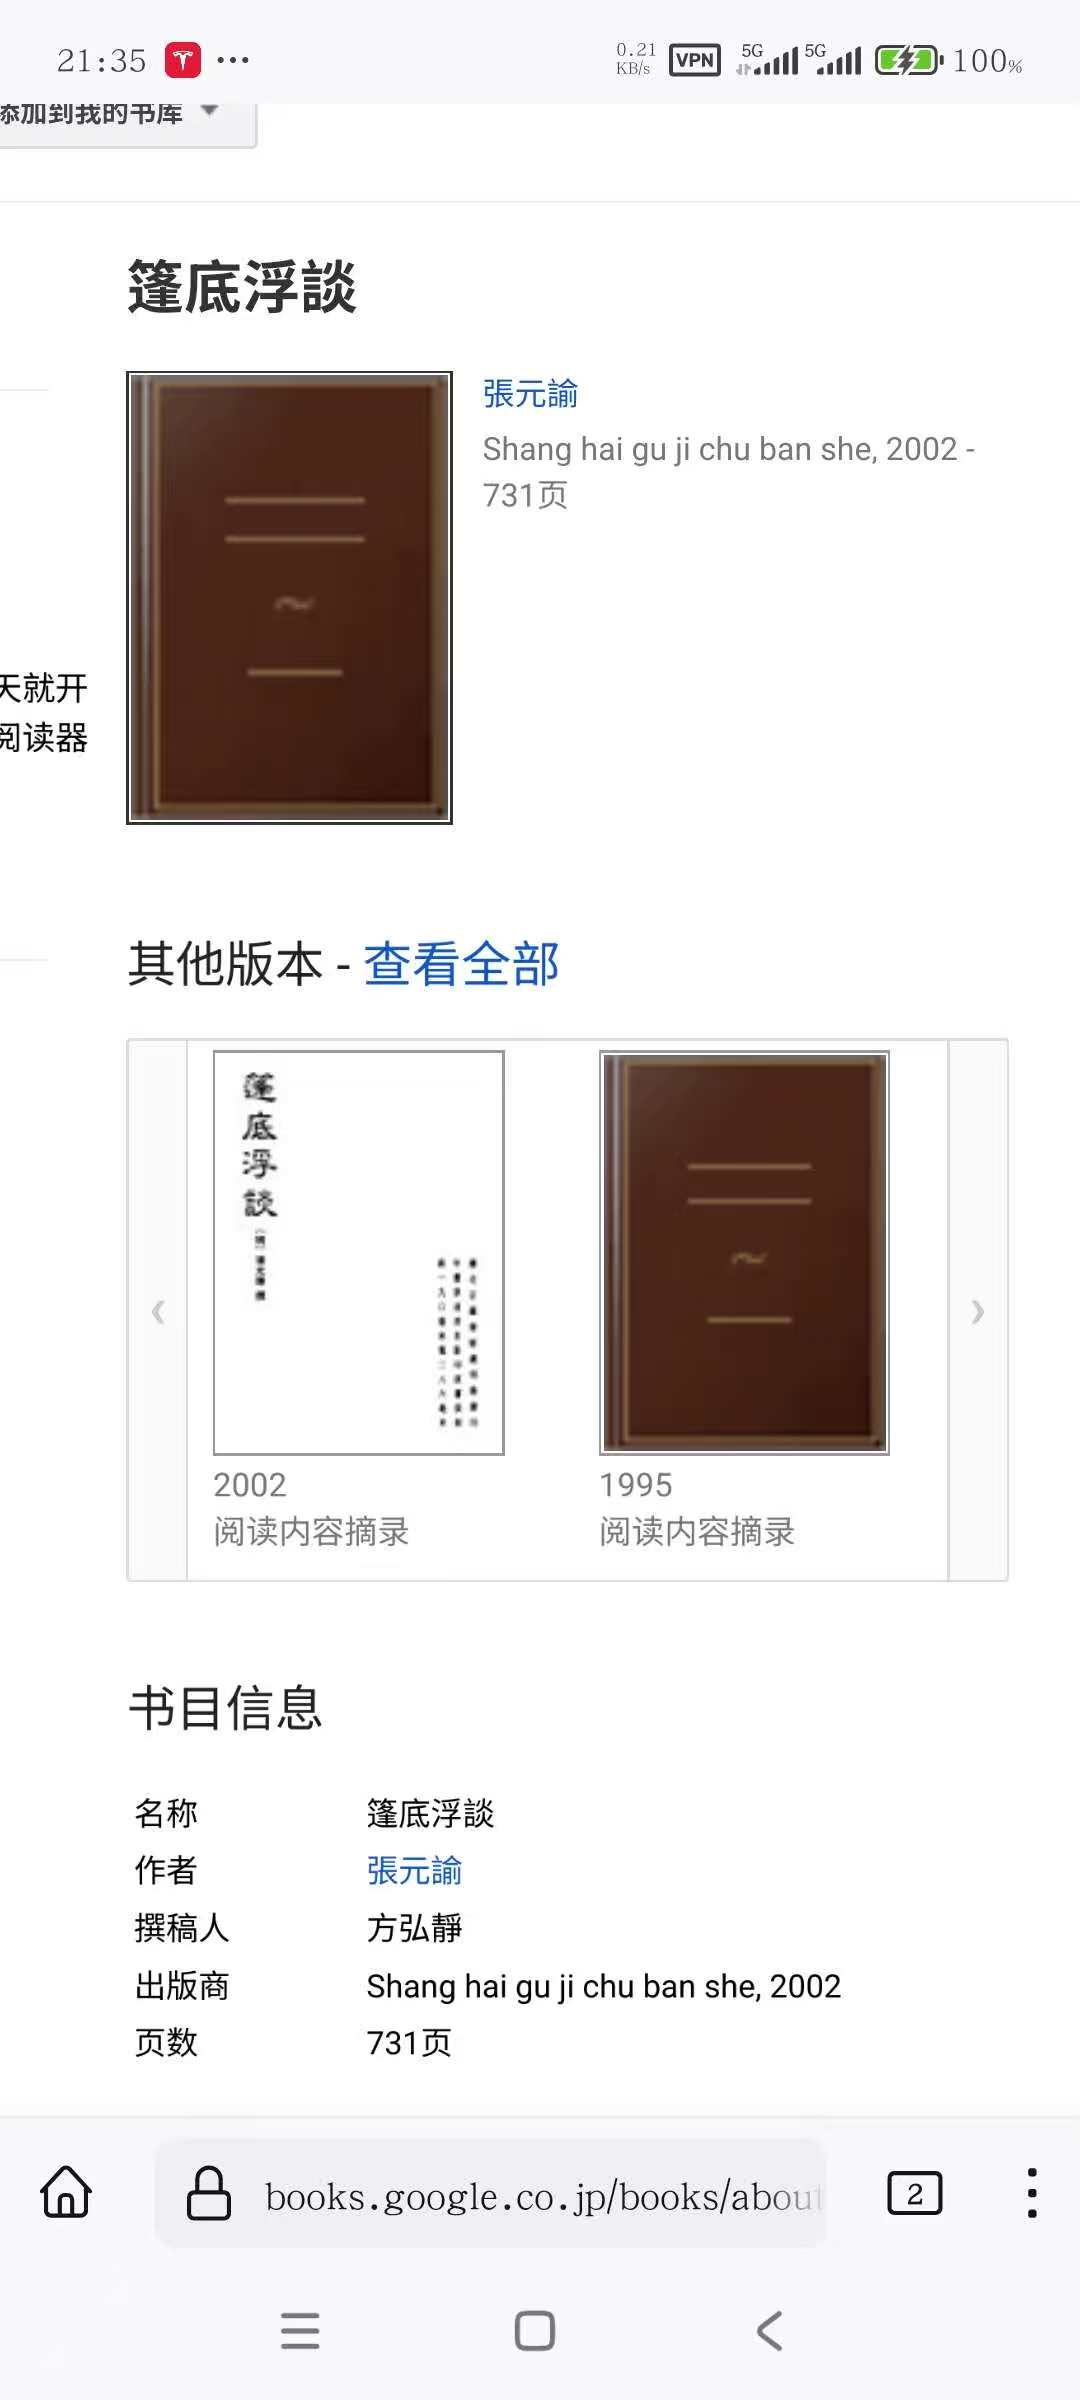 21:35
0.21
KB/s
VPN
5G
5G
100%
添加到我的书库
篷底浮談
張元諭
Shang hai gu ji chu ban she, 2002 -
731页
天就开
阅读器
其他版本 - 查看全部
篷底浮談
2002
阅读内容摘录
1995
阅读内容摘录
书目信息
名称 篷底浮談
作者 張元諭
撰稿人 方弘靜
出版商 Shang hai gu ji chu ban she, 2002
页数 731页
books.google.co.jp/books/about
2